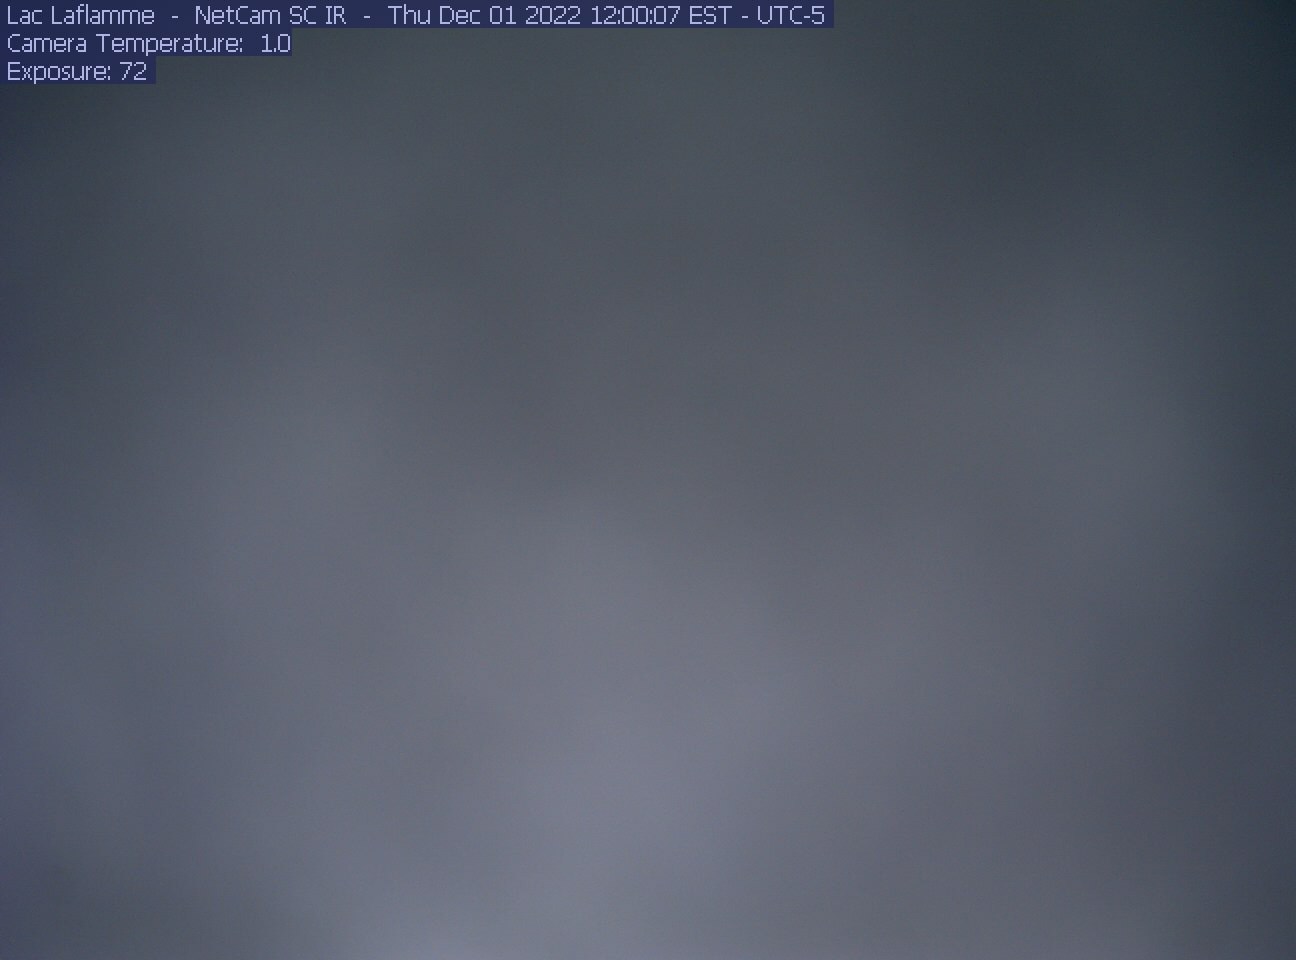 Lac Laflamme - NetCam SC IR - Thu Dec 01 2022 12:00:07 EST - UTC-5
Camera Temperature: 1.0
Exposure: 72